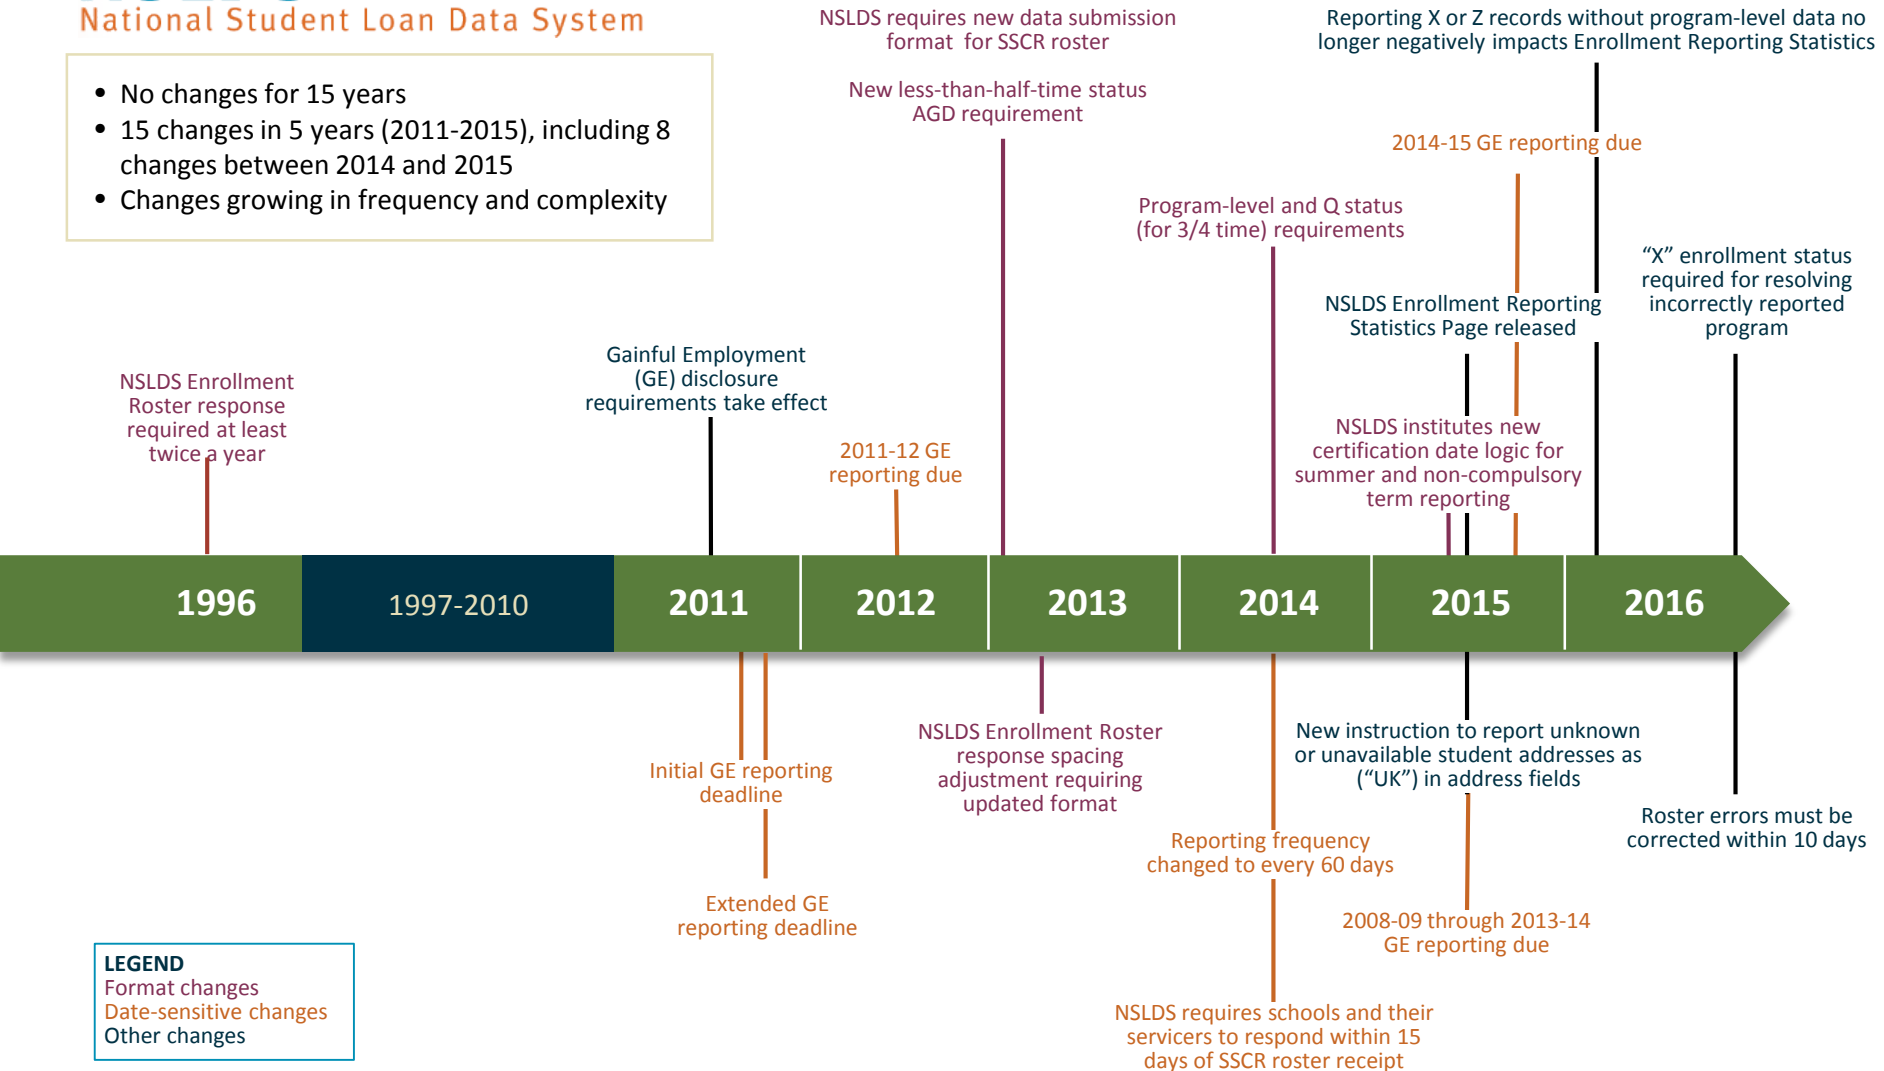 National Student Loan Data System
• No changes for 15 years
• 15 changes in 5 years (2011-2015), including 8
changes between 2014 and 2015
• Changes growing in frequency and complexity
NSLDS requires new data submission
format for SSCR roster
New less-than-half-time status
AGD requirement
Reporting X or Z records without program-level data no
longer negatively impacts Enrollment Reporting Statistics
2014-15 GE reporting due
Program-level and Q status
(for 3/4 time) requirements
"X" enrollment status
required for resolving
incorrectly reported
program
NSLDS Enrollment Reporting
Statistics Page released
Gainful Employment
(GE) disclosure
requirements take effect
NSLDS Enrollment
Roster response
required at least
twice a year
2011-12 GE
reporting due
NSLDS institutes new
certification date logic for
summer and non-compulsory
term reporting
1996
1997-2010
2011
2012
2013
2014
2015
2016
Initial GE reporting
deadline
Extended GE
reporting deadline
NSLDS Enrollment Roster
response spacing
adjustment requiring
updated format
Reporting frequency
changed to every 60 days
NSLDS requires schools and their
servicers to respond within 15
days of SSCR roster receipt
New instruction to report unknown
or unavailable student addresses as
("UK") in address fields
2008-09 through 2013-14
GE reporting due
Roster errors must be
corrected within 10 days
LEGEND
Format changes
Date-sensitive changes
Other changes